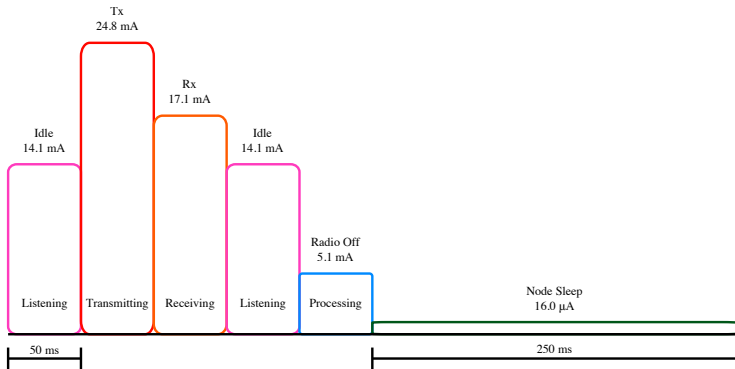 Tx
24.8 mA
Rx
17.1 mA
Idle
14.1 mA
Idle
14.1 mA
Radio Off
5.1 mA
Node Sleep
16.0 µA
Listening
Transmitting
Receiving
Listening
Processing
50 ms
250 ms